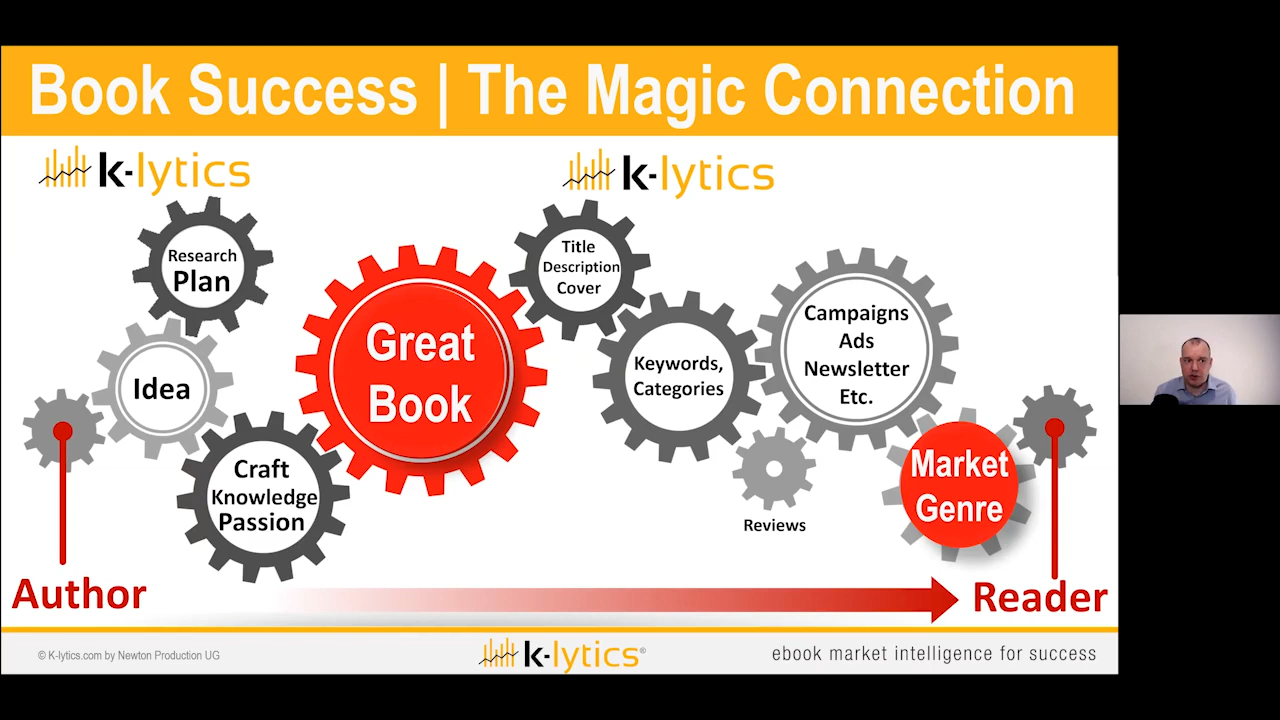 Book Success | The Magic Connection
k-lytics
k-lytics
Research
Plan
Idea
Craft
Knowledge
Passion
Great
Book
Title
Description
Cover
Keywords,
Categories
Campaigns
Ads
Newsletter
Etc.
Reviews
Market
Genre
Author
Reader
© K-lytics.com by Newton Production UG
k-lytics®
ebook market intelligence for success